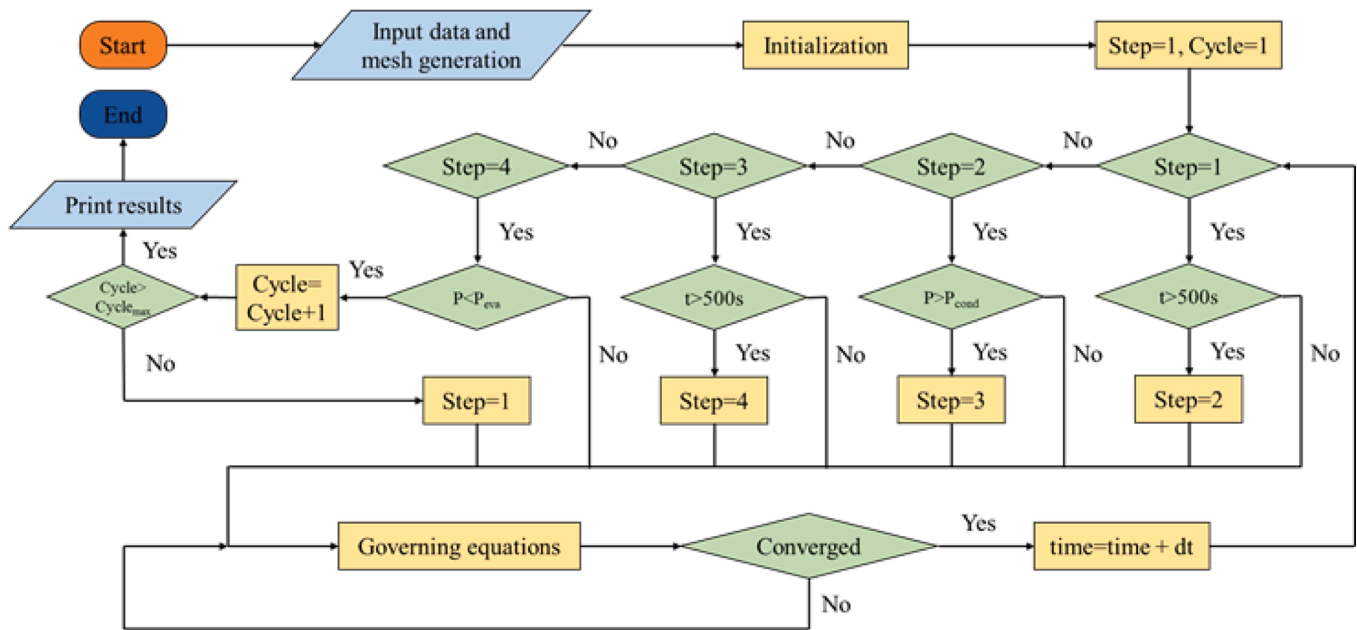 Start
Input data and
mesh generation
Initialization
Step=1, Cycle=1
End
No
No
No
Step=4
Step=3
Step=2
Step=1
Print results
Yes
Yes
Yes
Yes
Yes
Yes
Cycle>
Cycle_max
Cycle=
Cycle+1
P<P_eva
t>500s
P>P_cond
t>500s
No
Yes
No
Yes
No
Yes
No
No
Step=1
Step=4
Step=3
Step=2
Governing equations
Converged
Yes
time=time + dt
No